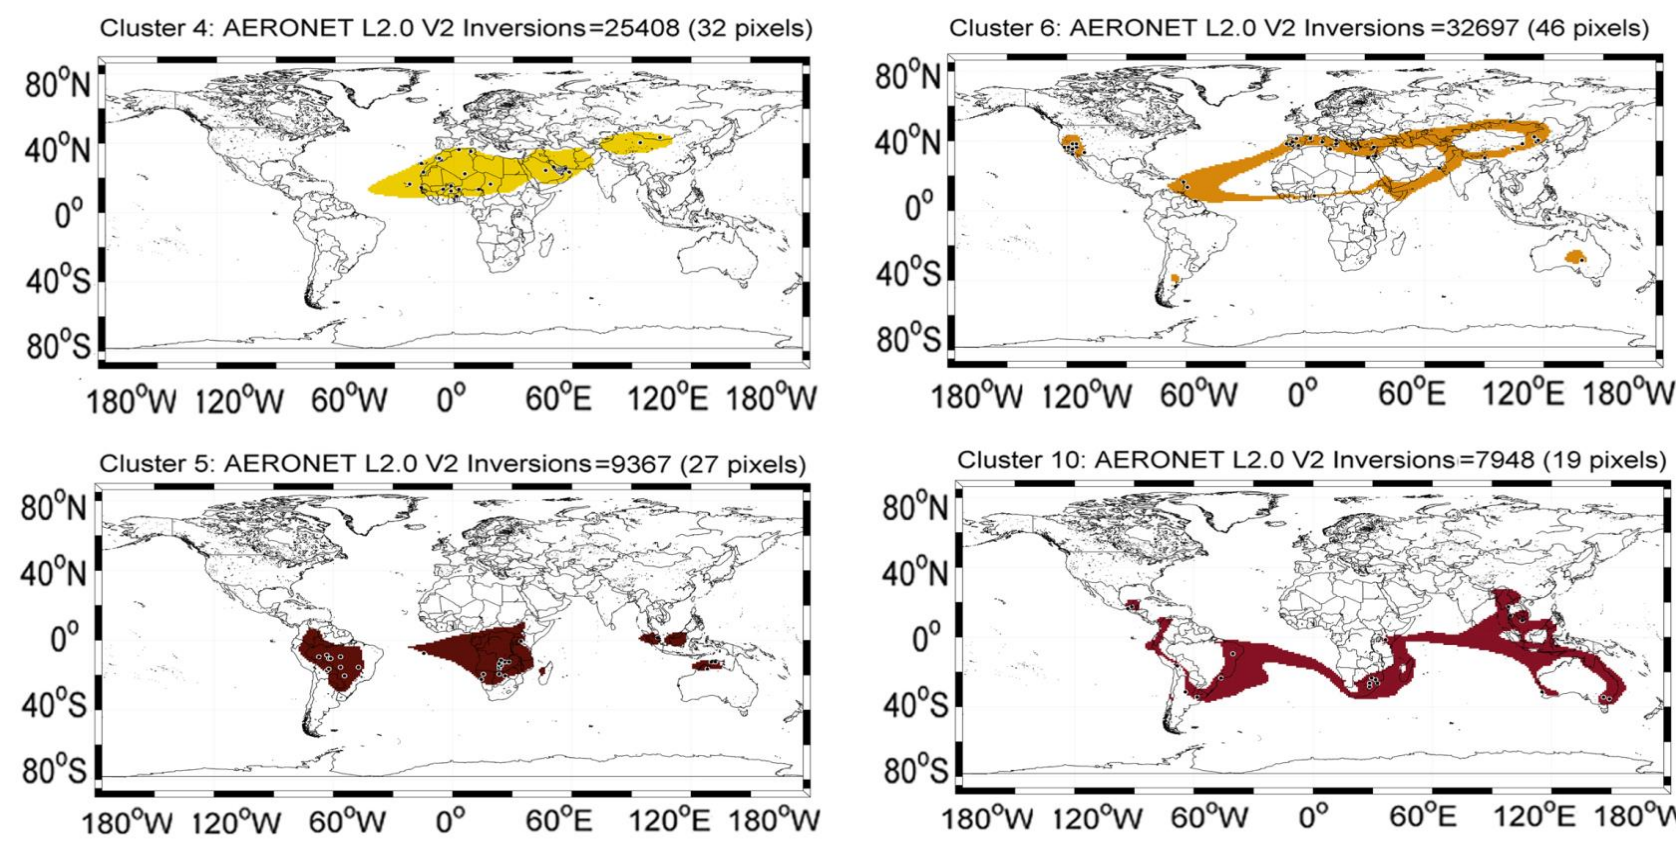 Cluster 4: AERONET L2.0 V2 Inversions=25408 (32 pixels)
80°N
40°N
0°
40°S
80°S
180°W 120°W 60°W 0° 60°E 120°E 180°W
Cluster 6: AERONET L2.0 V2 Inversions=32697 (46 pixels)
80°N
40°N
0°
40°S
80°S
180°W 120°W 60°W 0° 60°E 120°E 180°W
Cluster 5: AERONET L2.0 V2 Inversions=9367 (27 pixels)
80°N
40°N
0°
40°S
80°S
180°W 120°W 60°W 0° 60°E 120°E 180°W
Cluster 10: AERONET L2.0 V2 Inversions=7948 (19 pixels)
80°N
40°N
0°
40°S
80°S
180°W 120°W 60°W 0° 60°E 120°E 180°W